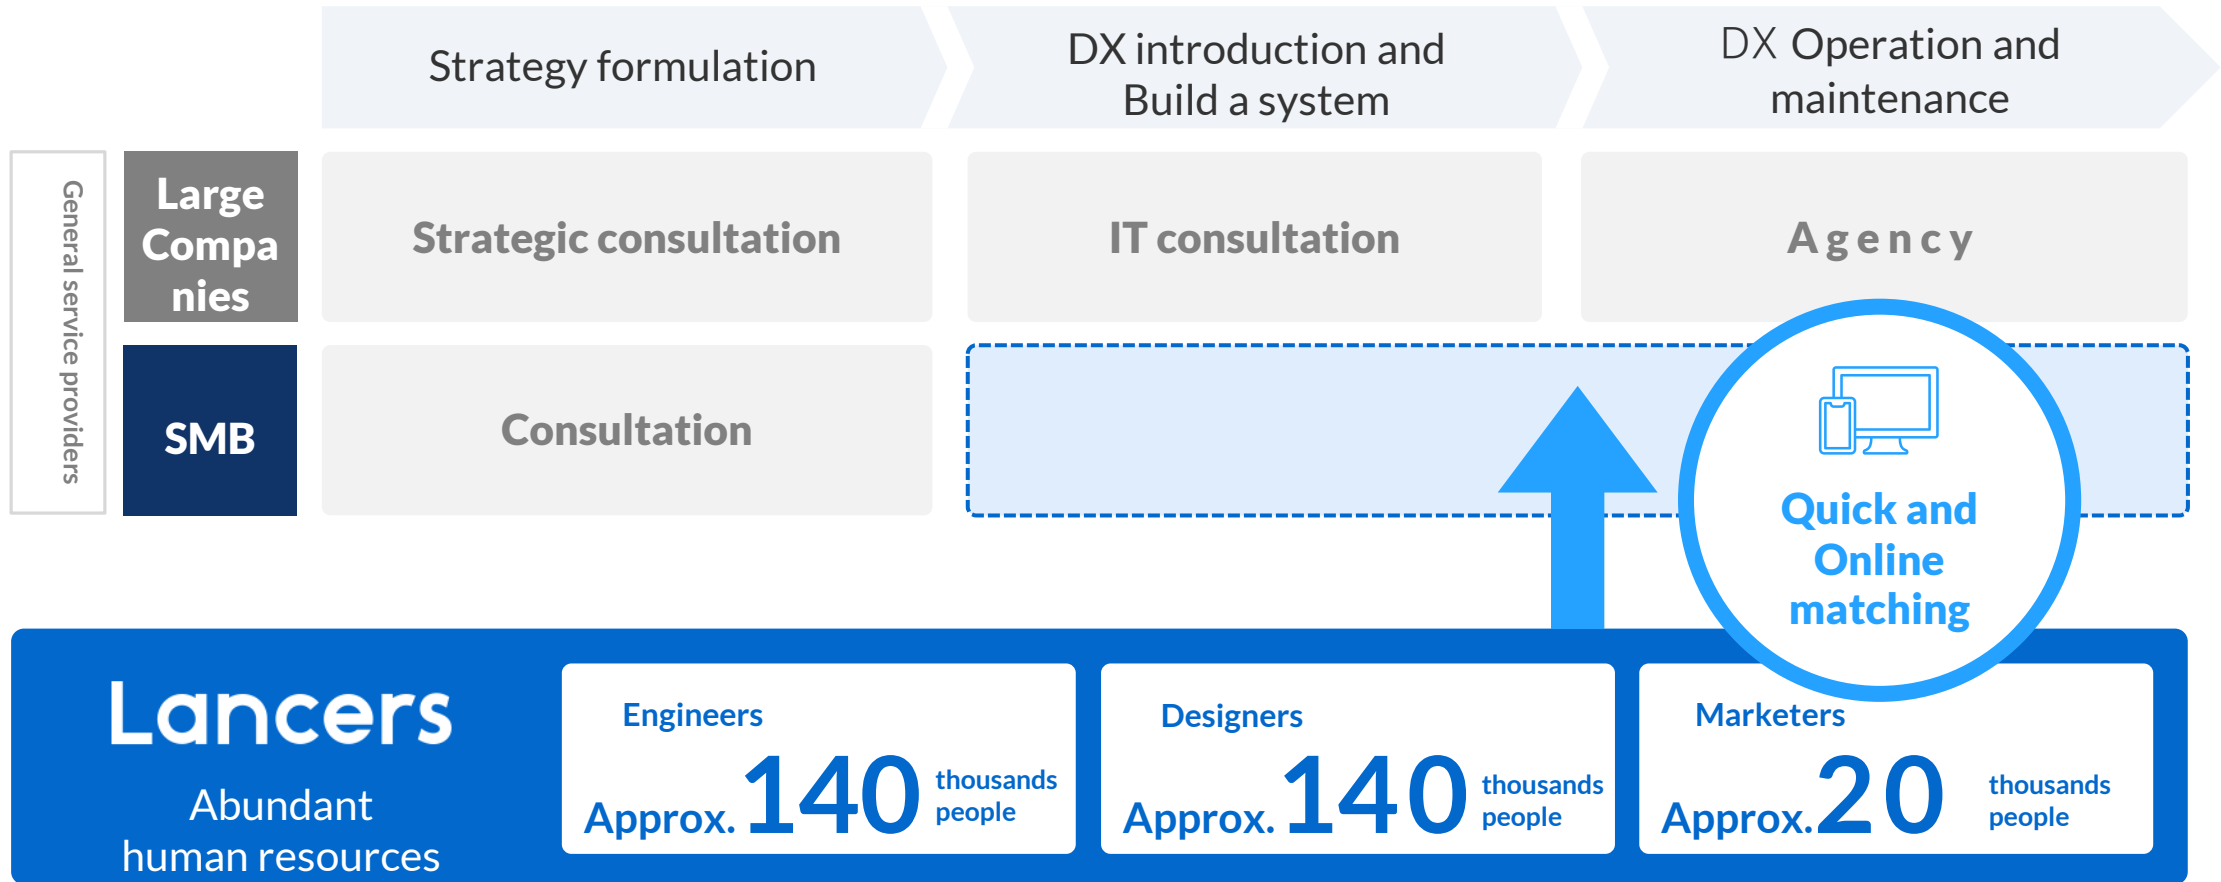 Strategy formulation
DX introduction and
Build a system
DX Operation and
maintenance
General service providers
Large
Compa
nies
Strategic consultation
IT consultation
Agency
SMB
Consultation
Quick and
Online
matching
Lancers
Abundant
human resources
Engineers
Approx. 140 thousands
people
Designers
Approx. 140 thousands
people
Marketers
Approx. 20 thousands
people